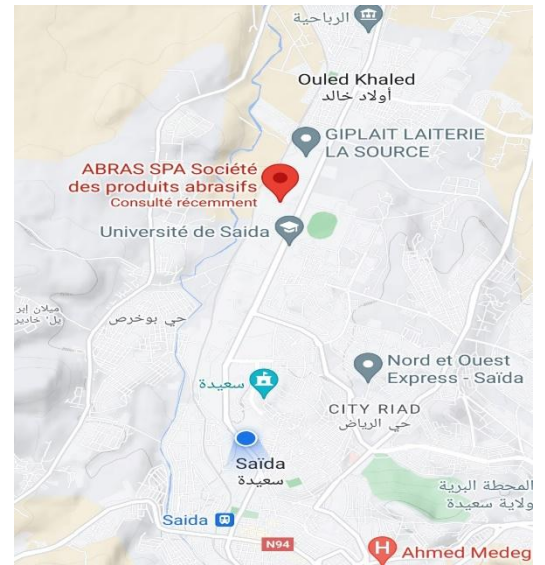 الرباحية
Ouled Khaled
أولاد خالد
GIPLAIT LAITERIE
LA SOURCE
ABRAS SPA Société
des produits abrasifs
Consulté récemment
Université de Saida
حي بوخرص
سعيدة
Nord et Ouest
Express - Saïda
CITY RIAD
حي الرياض
Saïda
سعيدة
المحطة البرية
ولاية سعيدة
Saida
N94
H
Ahmed Medeg